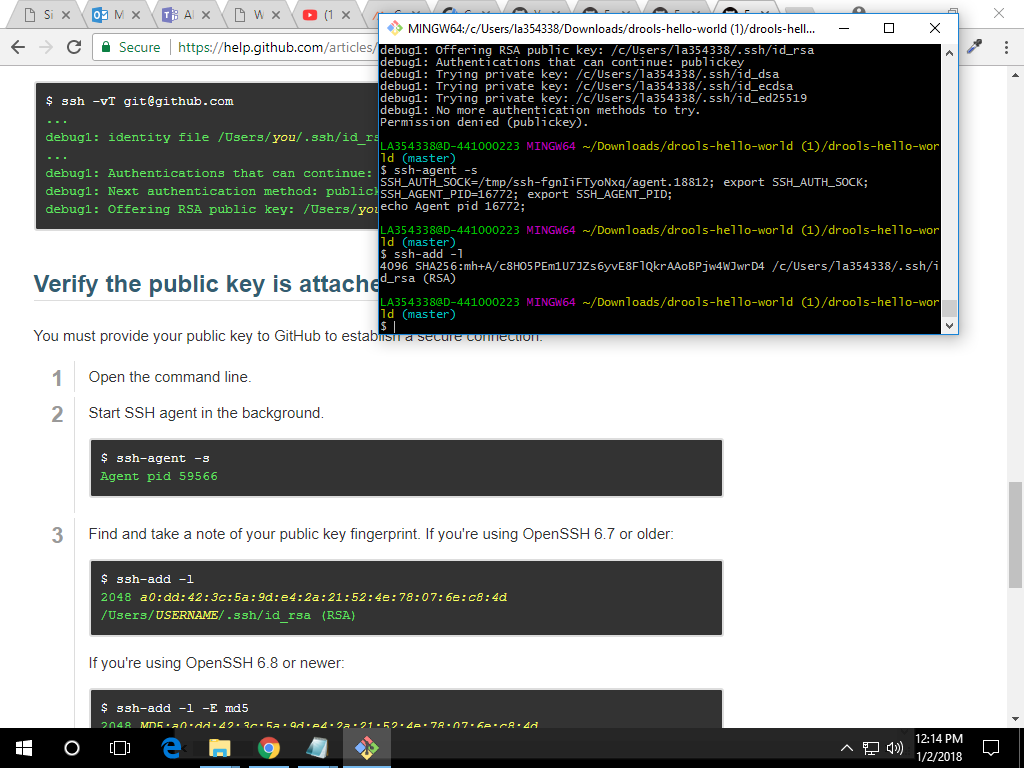 Si
M
Al
W
(1
MINGW64:/c/Users/la354338/Downloads/drools-hello-world (1)/drools-hell...
Secure
https://help.github.com/articles/
debug1: Offering RSA public key: /c/Users/la354338/.ssh/id_rsa
debug1: Authentications that can continue: publickey
debug1: Trying private key: /c/Users/la354338/.ssh/id_dsa
debug1: Trying private key: /c/Users/la354338/.ssh/id_ecdsa
debug1: Trying private key: /c/Users/la354338/.ssh/id_ed25519
debug1: No more authentication methods to try.
Permission denied (publickey).
LA354338@D-441000223 MINGW64 ~/Downloads/drools-hello-world (1)/drools-hello-wor
ld (master)
$ ssh-agent -s
SSH_AUTH_SOCK=/tmp/ssh-fgnIiFTyoNxq/agent.18812; export SSH_AUTH_SOCK;
SSH_AGENT_PID=16772; export SSH_AGENT_PID;
echo Agent pid 16772;
LA354338@D-441000223 MINGW64 ~/Downloads/drools-hello-world (1)/drools-hello-wor
ld (master)
$ ssh-add -l
4096 SHA256:mh+A/c8HO5PEm1U7JZs6yvE8FlQkrAAoBPjw4WJwrD4 /c/Users/la354338/.ssh/i
d_rsa (RSA)
LA354338@D-441000223 MINGW64 ~/Downloads/drools-hello-world (1)/drools-hello-wor
ld (master)
$
$ ssh -vT git@github.com
...
debug1: identity file /Users/you/.ssh/id_rs
...
debug1: Authentications that can continue:
debug1: Next authentication method: publick
debug1: Offering RSA public key: /Users/you
Verify the public key is attache
You must provide your public key to GitHub to establish a secure connection.
1 Open the command line.
2 Start SSH agent in the background.
$ ssh-agent -s
Agent pid 59566
3 Find and take a note of your public key fingerprint. If you're using OpenSSH 6.7 or older:
$ ssh-add -l
2048 a0:dd:42:3c:5a:9d:e4:2a:21:52:4e:78:07:6e:c8:4d
/Users/USERNAME/.ssh/id_rsa (RSA)
If you're using OpenSSH 6.8 or newer:
$ ssh-add -l -E md5
2048 MD5:a0:dd:42:3c:5a:9d:e4:2a:21:52:4e:78:07:6e:c8:4d
12:14 PM
1/2/2018